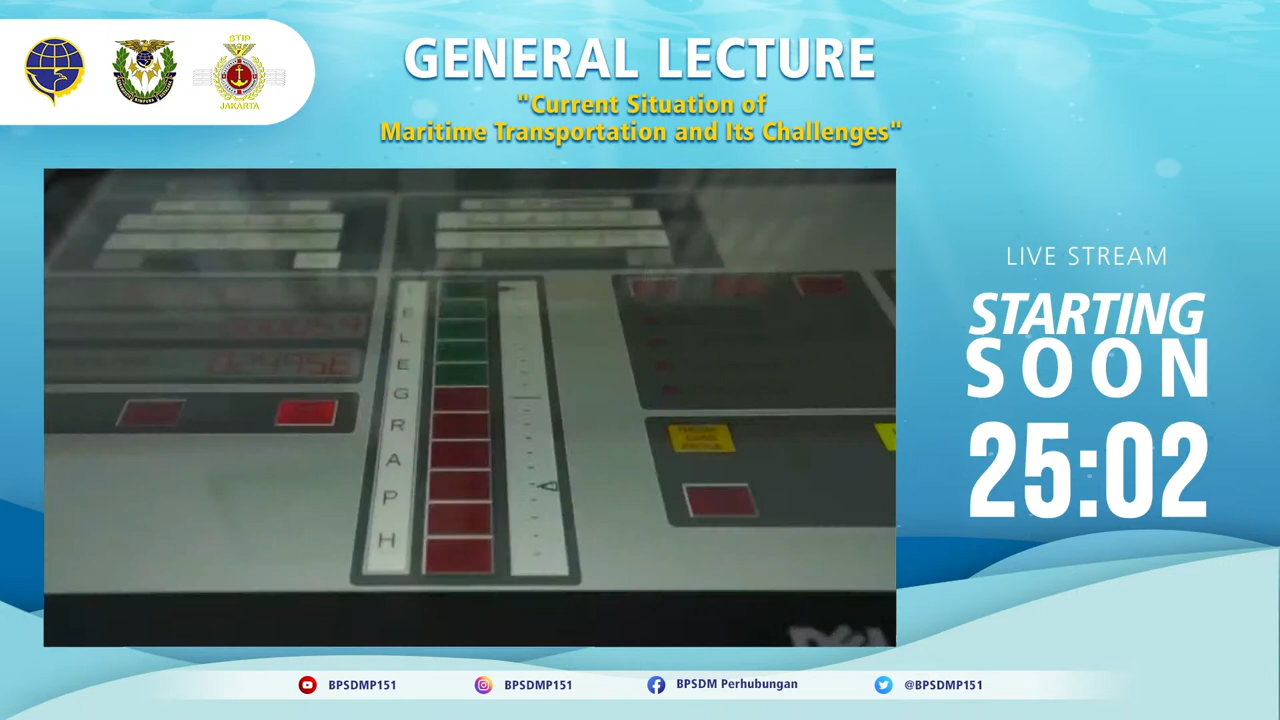 STIP
JAKARTA
GENERAL LECTURE
"Current Situation of
Maritime Transportation and Its Challenges"
TELEGRAPH
LIVE STREAM
STARTING
SOON
25:02
BPSDMP151
BPSDMP151
BPSDM Perhubungan
@BPSDMP151